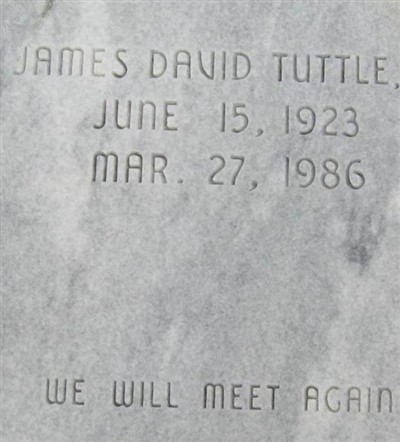 JAMES DAVID TUTTLE,
JUNE 15, 1923
MAR. 27, 1986
WE WILL MEET AGAIN